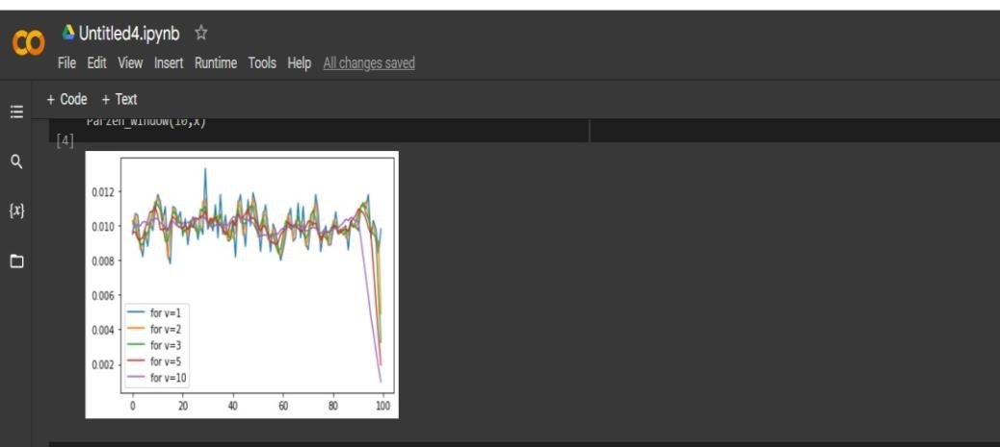 Untitled4.ipynb
File Edit View Insert Runtime Tools Help All changes saved
+ Code + Text
Parzen_window(10,x)
[4]
{x}
0.012
0.010
0.008
0.006
0.004
0.002
for v=1
for v=2
for v=3
for v=5
for v=10
0 20 40 60 80 100